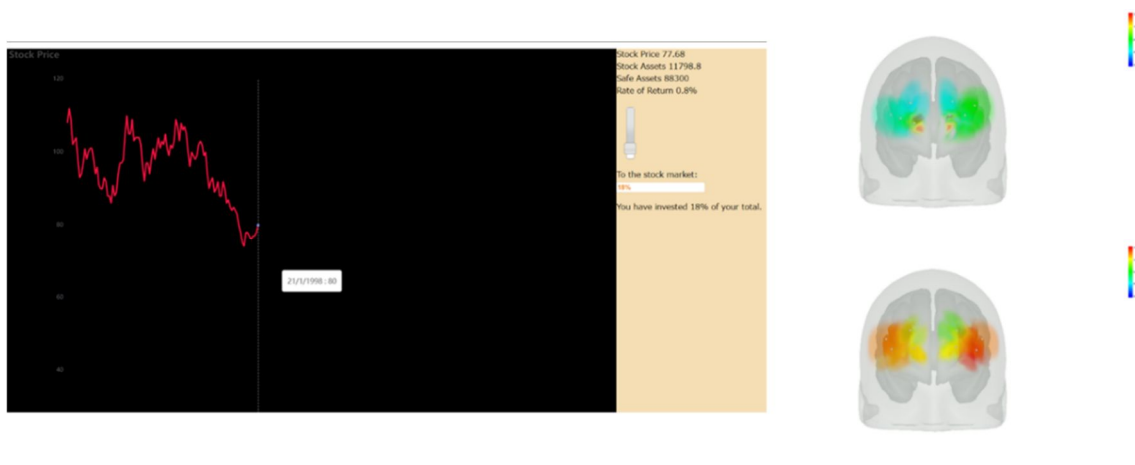 Stock Price
120
100
80
60
40
21/1/1998 : 80
Stock Price 77.68
Stock Assets 11798.8
Safe Assets 88300
Rate of Return 0.8%
To the stock market:
18%
You have invested 18% of your total.